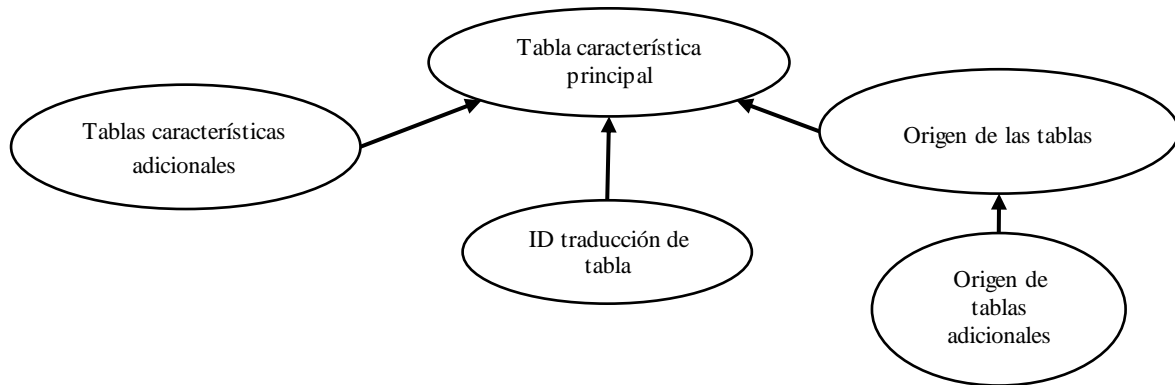 Tabla característica
principal
Tablas características
adicionales
Origen de las tablas
ID traducción de
tabla
Origen de
tablas
adicionales